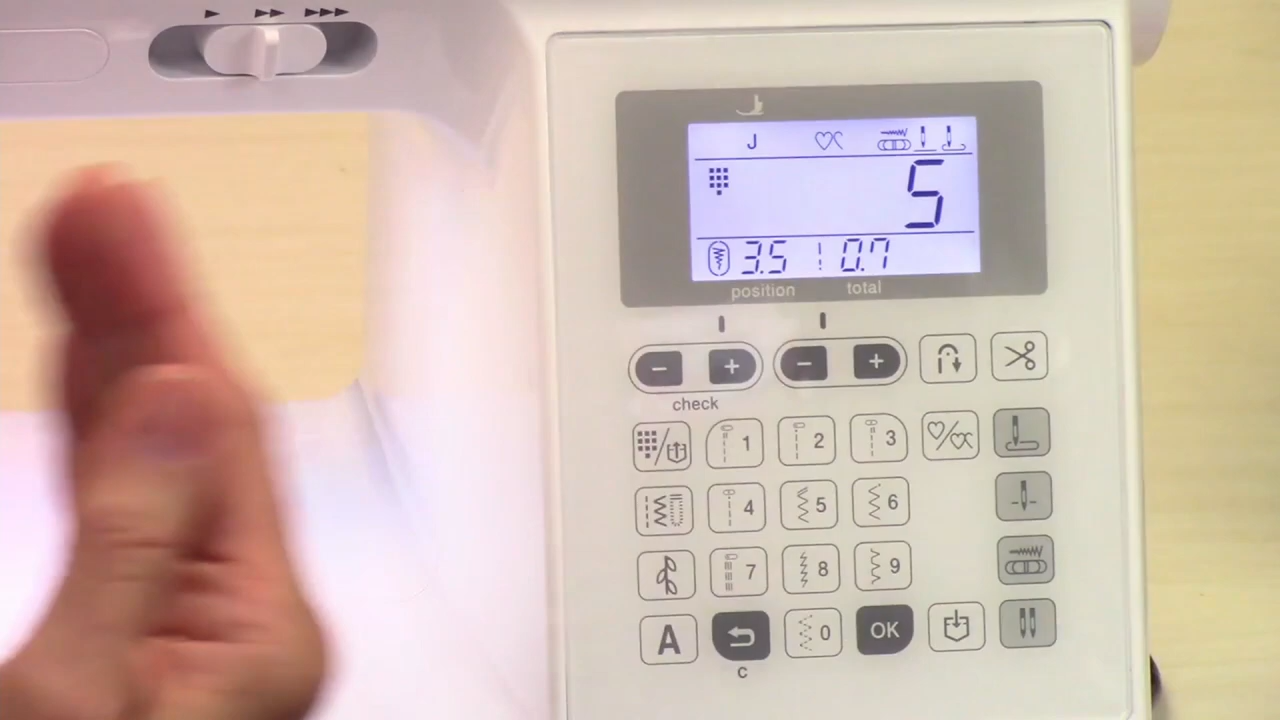 J
5
3.5 0.7
position total
- + - +
check
1 2 3
4 5 6
7 8 9
A 0 OK
c